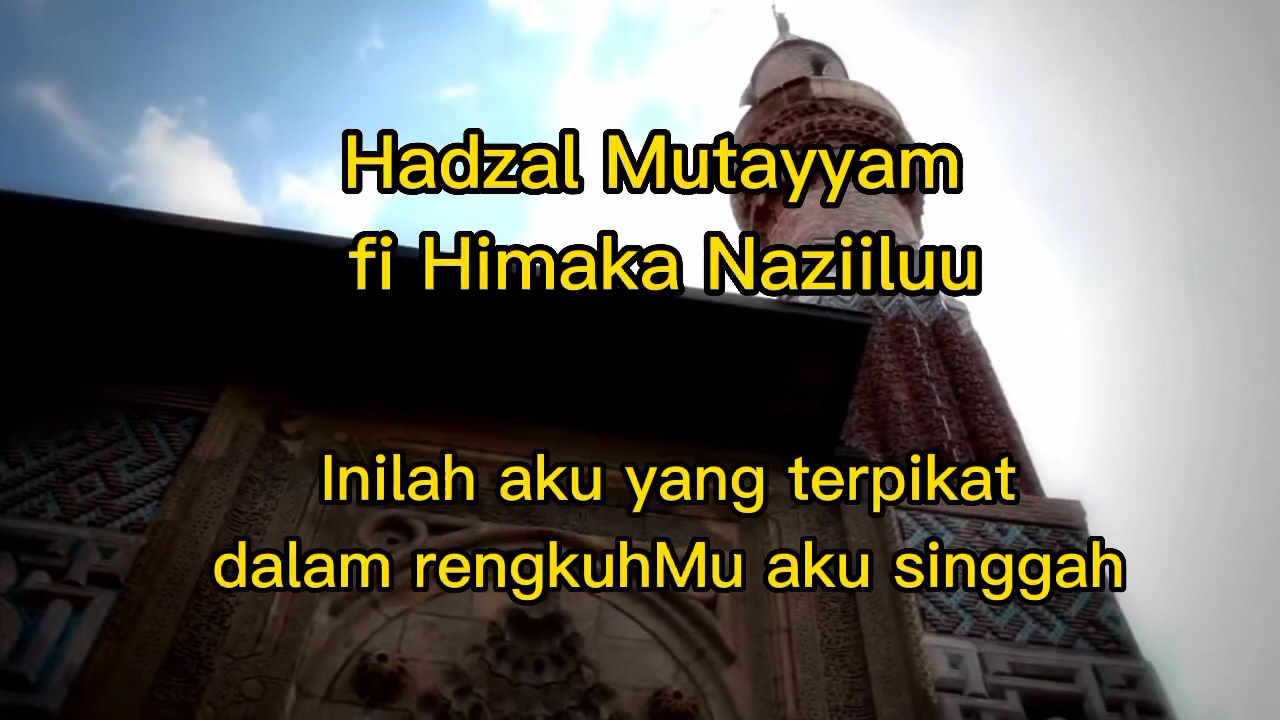 Hadzal Mutayyam
fi Himaka Naziiluu
Inilah aku yang terpikat
dalam rengkuhMu aku singgah